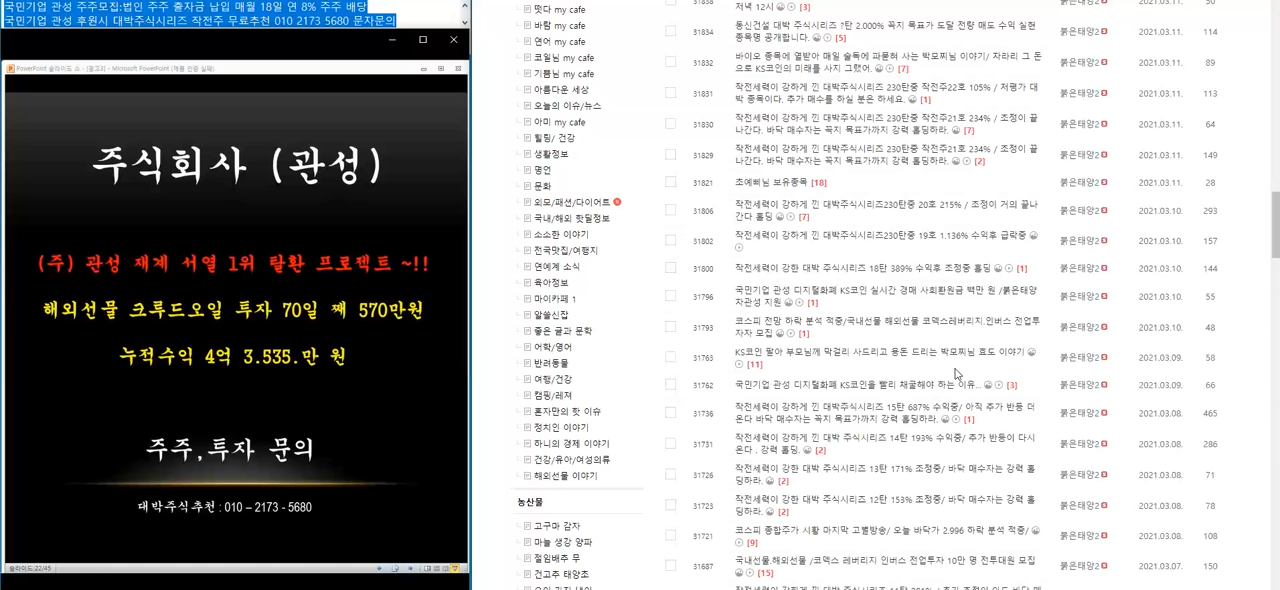 국민기업 관성 주주모집:법인 주주 출자금 납입 매월 18일 연 8% 주주 배당
국민기업 관성 후원시 대박주식시리즈 작전주 무료추천 010 2173 5680 문자문의
PowerPoint 슬라이드 쇼 - [광고3] - Microsoft PowerPoint (제품 인증 실패)
주식회사 (관성)
(주) 관성 재계 서열 1위 탈환 프로젝트 ~!!
해외선물 크루드오일 투자 70일 째 570만원
누적수익 4억 3.535.만 원
주주,투자 문의
대박주식추천 : 010 – 2173 - 5680
슬라이드 22/45
떳다 my cafe
바람 my cafe
연어 my cafe
코일님 my cafe
기쁨님 my cafe
아름다운 세상
오늘의 이슈/뉴스
아미 my cafe
힐링/ 건강
생활정보
명언
문화
외모/패션/다이어트
국내/해외 핫딜정보
소소한 이야기
전국맛집/여행지
연예계 소식
육아정보
마이카페 1
알쓸신잡
좋은 글과 문학
어학/영어
반려동물
여행/건강
캠핑/레져
혼자만의 핫 이슈
정치인 이야기
하니의 경제 이야기
건강/유아/여성의류
해외선물 이야기
농산물
고구마 감자
마늘 생강 양파
절임배추 무
건고추 태양초
31838 저녁 12시 [3] 50
31834 통신건설 대박 주식시리즈 7탄 2.000% 꼭지 목표가 도달 전량 매도 수익 실현 붉은태양2 2021.03.11. 114
종목명 공개합니다. [5]
31832 바이오 종목에 열받아 매일 술독에 파묻혀 사는 박모찌님 이야기/ 차라리 그 돈 붉은태양2 2021.03.11. 89
으로 KS코인의 미래를 사지 그랬어. [7]
31831 작전세력이 강하게 낀 대박주식시리즈 230탄중 작전주22호 105% / 저평가 대 붉은태양2 2021.03.11. 113
박 종목이다. 추가 매수를 하실 분은 하세요. [1]
31830 작전세력이 강하게 낀 대박주식시리즈 230탄중 작전주21호 234% / 조정이 끝 붉은태양2 2021.03.11. 64
나간다. 바닥 매수자는 꼭지 목표가까지 강력 홀딩하라. [7]
31829 작전세력이 강하게 낀 대박주식시리즈 230탄중 작전주21호 234% / 조정이 끝 붉은태양2 2021.03.11. 149
나간다. 바닥 매수자는 꼭지 목표가까지 강력 홀딩하라. [2]
31821 초예삐님 보유종목 [18] 붉은태양2 2021.03.11. 28
31806 작전세력이 강하게 낀 대박주식시리즈230탄중 20호 215% / 조정이 거의 끝나 붉은태양2 2021.03.10. 293
간다 홀딩 [7]
31802 작전세력이 강하게 낀 대박주식시리즈230탄중 19호 1.136% 수익후 급락중 붉은태양2 2021.03.10. 157
31800 작전세력이 강하게 낀 대박주식시리즈 18탄 389% 수익후 조정중 홀딩 [1] 붉은태양2 2021.03.10. 144
31796 국민기업 관성 디지털화폐 KS코인 실시간 경매 사회환원금 백만 원 /붉은태양 붉은태양2 2021.03.10. 55
자관성 지원 [1]
31793 코스피 전망 하락 분석 적중/국내선물 해외선물 코덱스레버리지.인버스 전업투 붉은태양2 2021.03.10. 48
자자 모집 [1]
31763 KS코인 팔아 부모님께 막걸리 사드리고 용돈 드리는 박모찌님 효도 이야기 붉은태양2 2021.03.09. 58
[11]
31762 국민기업 관성 디지털화폐 KS코인을 빨리 채굴해야 하는 이유... [3] 붉은태양2 2021.03.09. 66
31736 작전세력이 강하게 낀 대박주식시리즈 15탄 687% 수익중/ 아직 추가 반등 더 붉은태양2 2021.03.08. 465
온다 바닥 매수자는 꼭지 목표가까지 강력 홀딩하라. [1]
31731 작전세력이 강하게 낀 대박 주식시리즈 14탄 193% 수익중/ 추가 반등이 다시 붉은태양2 2021.03.08. 286
온다 , 강력 홀딩. [2]
31726 작전세력이 강한 대박 주식시리즈 13탄 171% 조정중/ 바닥 매수자는 강력 홀 붉은태양2 2021.03.08. 71
딩하라. [2]
31723 작전세력이 강한 대박 주식시리즈 12탄 153% 조정중/ 바닥 매수자는 강력 홀 붉은태양2 2021.03.08. 78
딩하라. [2]
31721 코스피 종합주가 시황 마지막 고별방송/ 오늘 바닥가 2.996 하락 분석 적중/ 붉은태양2 2021.03.08. 108
[9]
31687 국내선물.해외선물 /코덱스 레버리지 인버스 전업투자 10만 명 전투대원 모집 붉은태양2 2021.03.07. 150
[15]